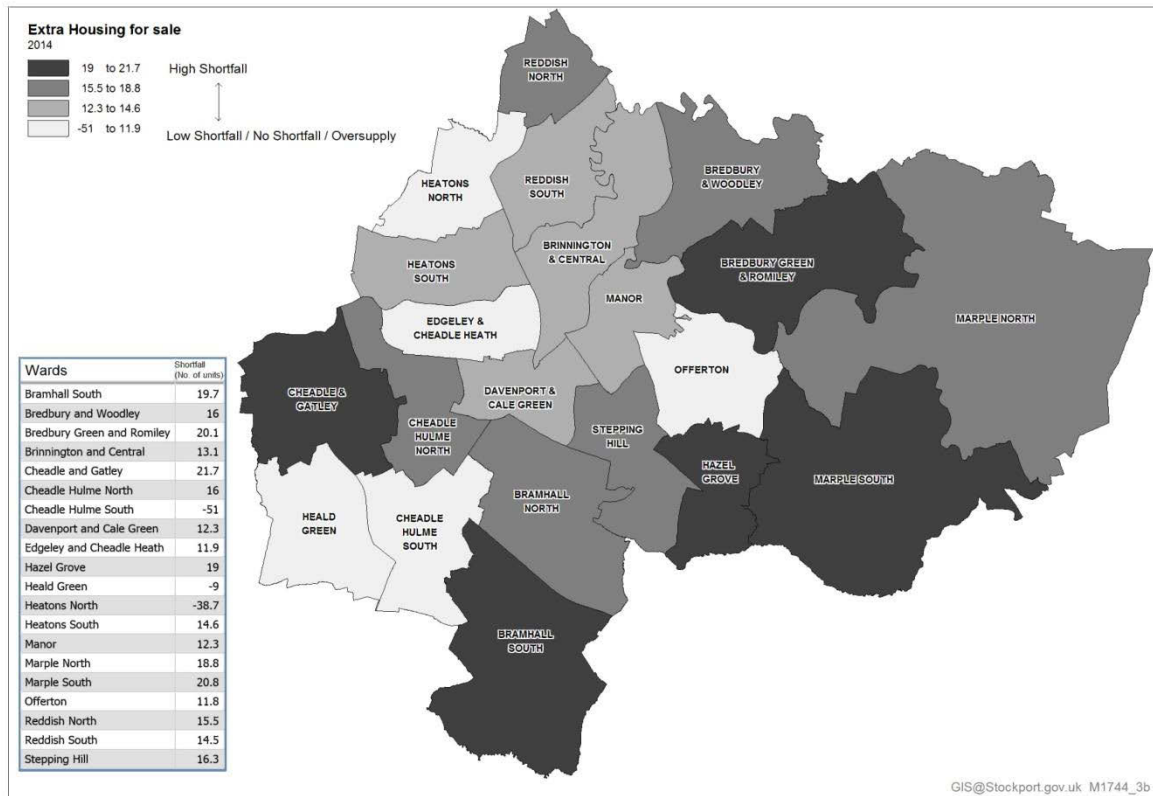 Extra Housing for sale
2014
19 to 21.7 High Shortfall
15.5 to 18.8
12.3 to 14.6
-51 to 11.9 Low Shortfall / No Shortfall / Oversupply
REDDISH
NORTH
HEATONS
NORTH
REDDISH
SOUTH
BREDBURY
& WOODLEY
HEATONS
SOUTH
BRINNINGTON
& CENTRAL
BREDBURY GREEN
& ROMILEY
MANOR
MARPLE NORTH
EDGELEY &
CHEADLE HEATH
OFFERTON
CHEADLE &
GATLEY
DAVENPORT &
CALE GREEN
CHEADLE
HULME
NORTH
STEPPING
HILL
HAZEL
GROVE
MARPLE SOUTH
BRAMHALL
NORTH
HEALD
GREEN
CHEADLE
HULME
SOUTH
BRAMHALL
SOUTH
Wards Shortfall
(No. of units)
Bramhall South 19.7
Bredbury and Woodley 16
Bredbury Green and Romiley 20.1
Brinnington and Central 13.1
Cheadle and Gatley 21.7
Cheadle Hulme North 16
Cheadle Hulme South -51
Davenport and Cale Green 12.3
Edgeley and Cheadle Heath 11.9
Hazel Grove 19
Heald Green -9
Heatons North -38.7
Heatons South 14.6
Manor 12.3
Marple North 18.8
Marple South 20.8
Offerton 11.8
Reddish North 15.5
Reddish South 14.5
Stepping Hill 16.3
GIS@Stockport.gov.uk M1744_3b